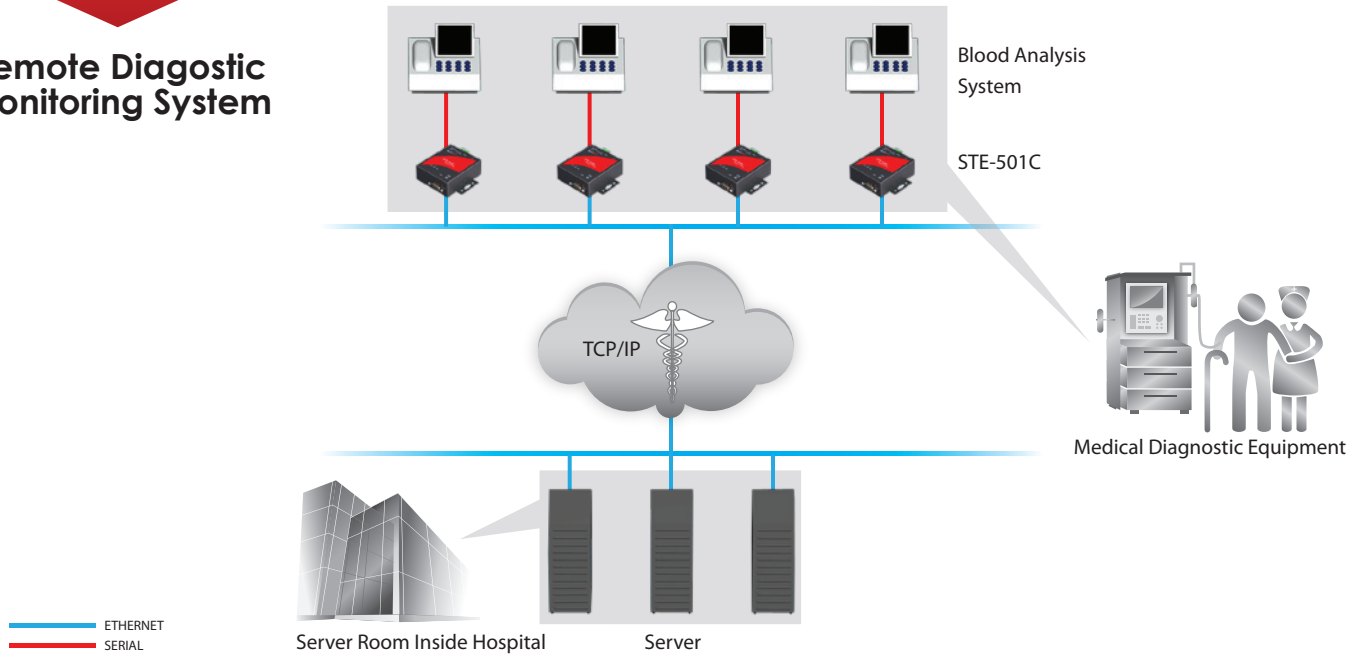 emote Diagostic
onitoring System
Blood Analysis
System
STE-501C
TCP/IP
Medical Diagnostic Equipment
Server Room Inside Hospital
Server
ETHERNET
SERIAL